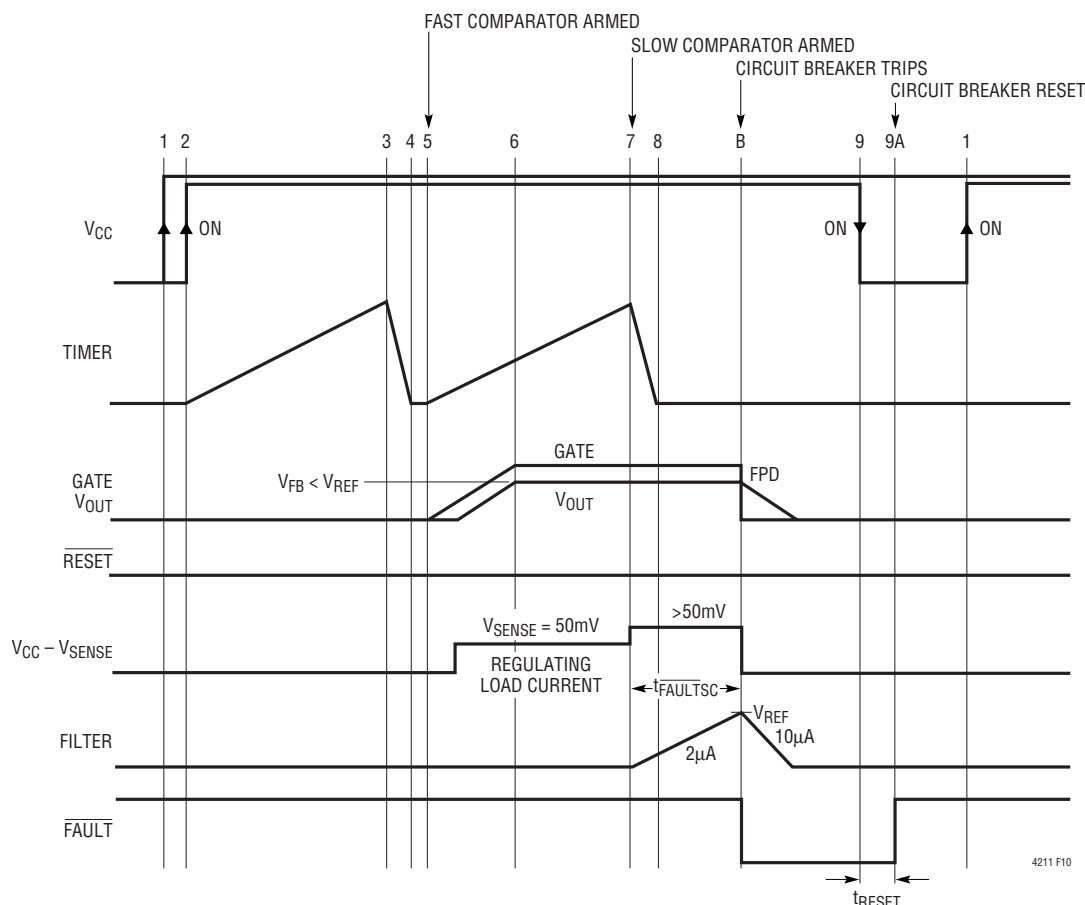 FAST COMPARATOR ARMED
SLOW COMPARATOR ARMED
CIRCUIT BREAKER TRIPS
CIRCUIT BREAKER RESET
1 2 3 4 5 6 7 8 B 9 9A 1
VCC ON ON ON
TIMER
GATE
VOUT
VFB < VREF
GATE
VOUT
FPD
RESET
VCC – VSENSE
VSENSE = 50mV
>50mV
REGULATING
LOAD CURRENT
tFAULTSC
FILTER
VREF
2µA
10µA
FAULT
4211 F10
tRESET